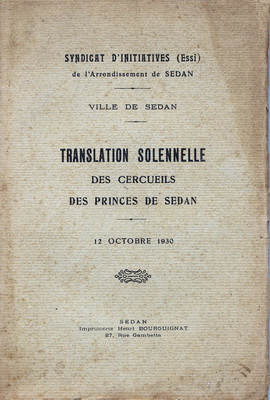 SYNDICAT D'INITIATIVES (Essi)
de l'Arrondissement de SEDAN
VILLE DE SEDAN
TRANSLATION SOLENNELLE
DES CERCUEILS
DES PRINCES DE SEDAN
12 OCTOBRE 1930
SEDAN
Imprimerie Henri BOURGUIGNAT
27, Rue Gambetta